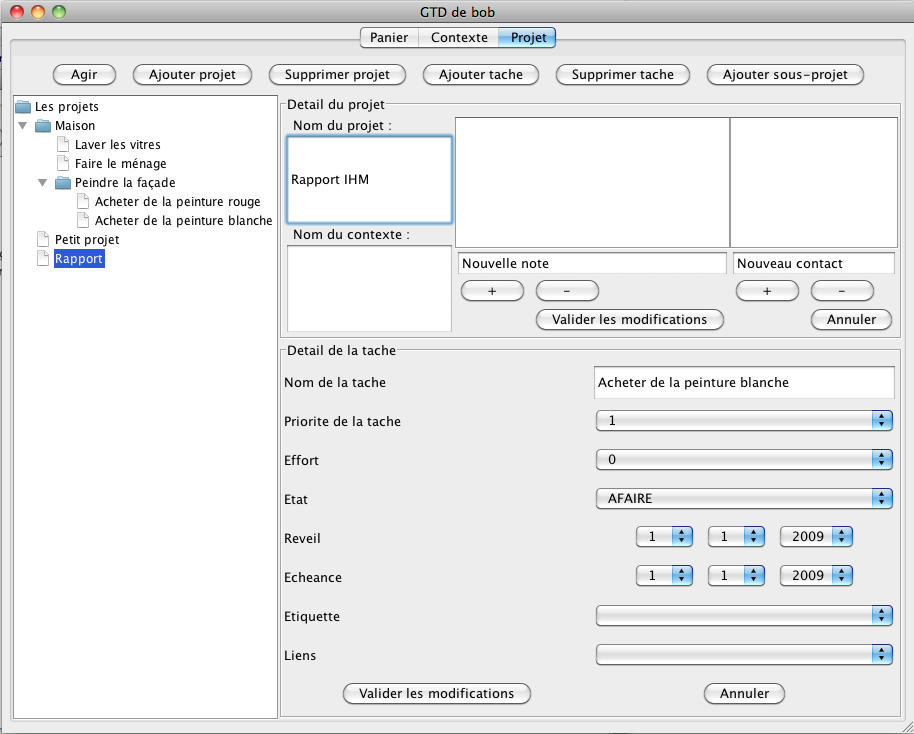 GTD de bob
Panier Contexte Projet
Agir Ajouter projet Supprimer projet Ajouter tache Supprimer tache Ajouter sous-projet
Les projets
Maison
Laver les vitres
Faire le ménage
Peindre la façade
Acheter de la peinture rouge
Acheter de la peinture blanche
Petit projet
Rapport
Detail du projet
Nom du projet :
Rapport IHM
Nom du contexte :
Nouvelle note Nouveau contact
+ - + -
Valider les modifications Annuler
Detail de la tache
Nom de la tache Acheter de la peinture blanche
Priorite de la tache 1
Effort 0
Etat AFAIRE
Reveil 1 1 2009
Echeance 1 1 2009
Etiquette
Liens
Valider les modifications Annuler